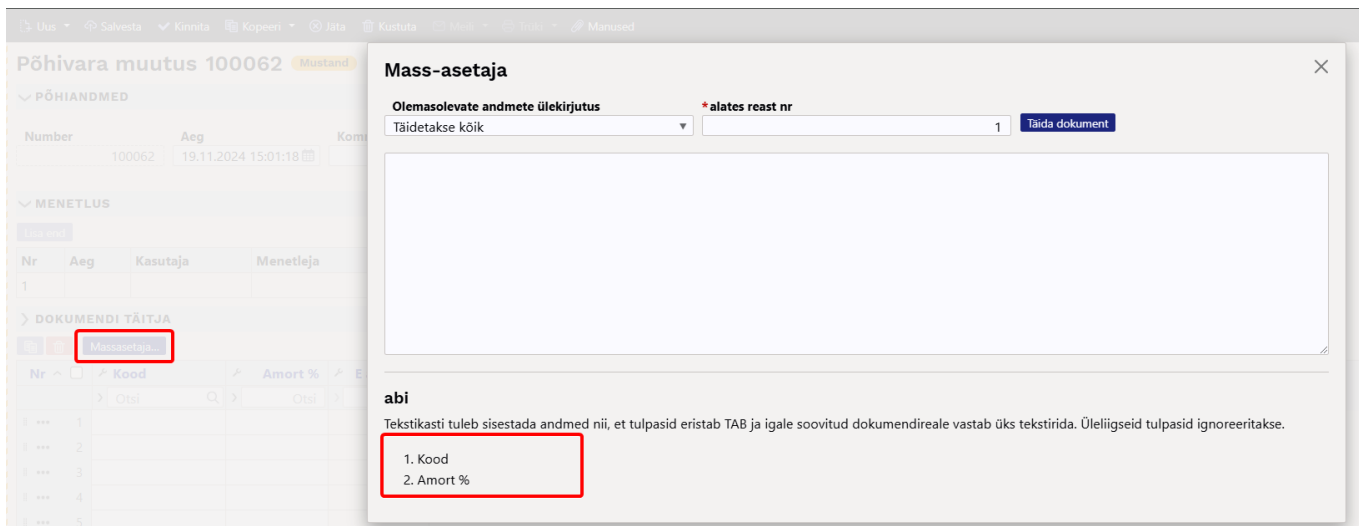 Uus Salvesta Kinnita Kopeeri Jäta Kustuta Meili Trüki Manused
Põhivara muutus 100062 Mustand
PÕHIANDMED
Number Aeg Kom
100062 19.11.2024 15:01:18
MENETLUS
Lisa end
Nr Aeg Kasutaja Menetleja
1
DOKUMENDI TÄITJA
Massasetaja...
Nr Kood Amort % E
Otsi Otsi
1
2
3
4
5
Mass-asetaja
Olemasolevate andmete ülekirjutus *alates reast nr
Täidetakse kõik 1 Täida dokument
abi
Tekstikasti tuleb sisestada andmed nii, et tulpasid eristab TAB ja igale soovitud dokumendireale vastab üks tekstirida. Üleliigseid tulpasid ignoreeritakse.
1. Kood
2. Amort %